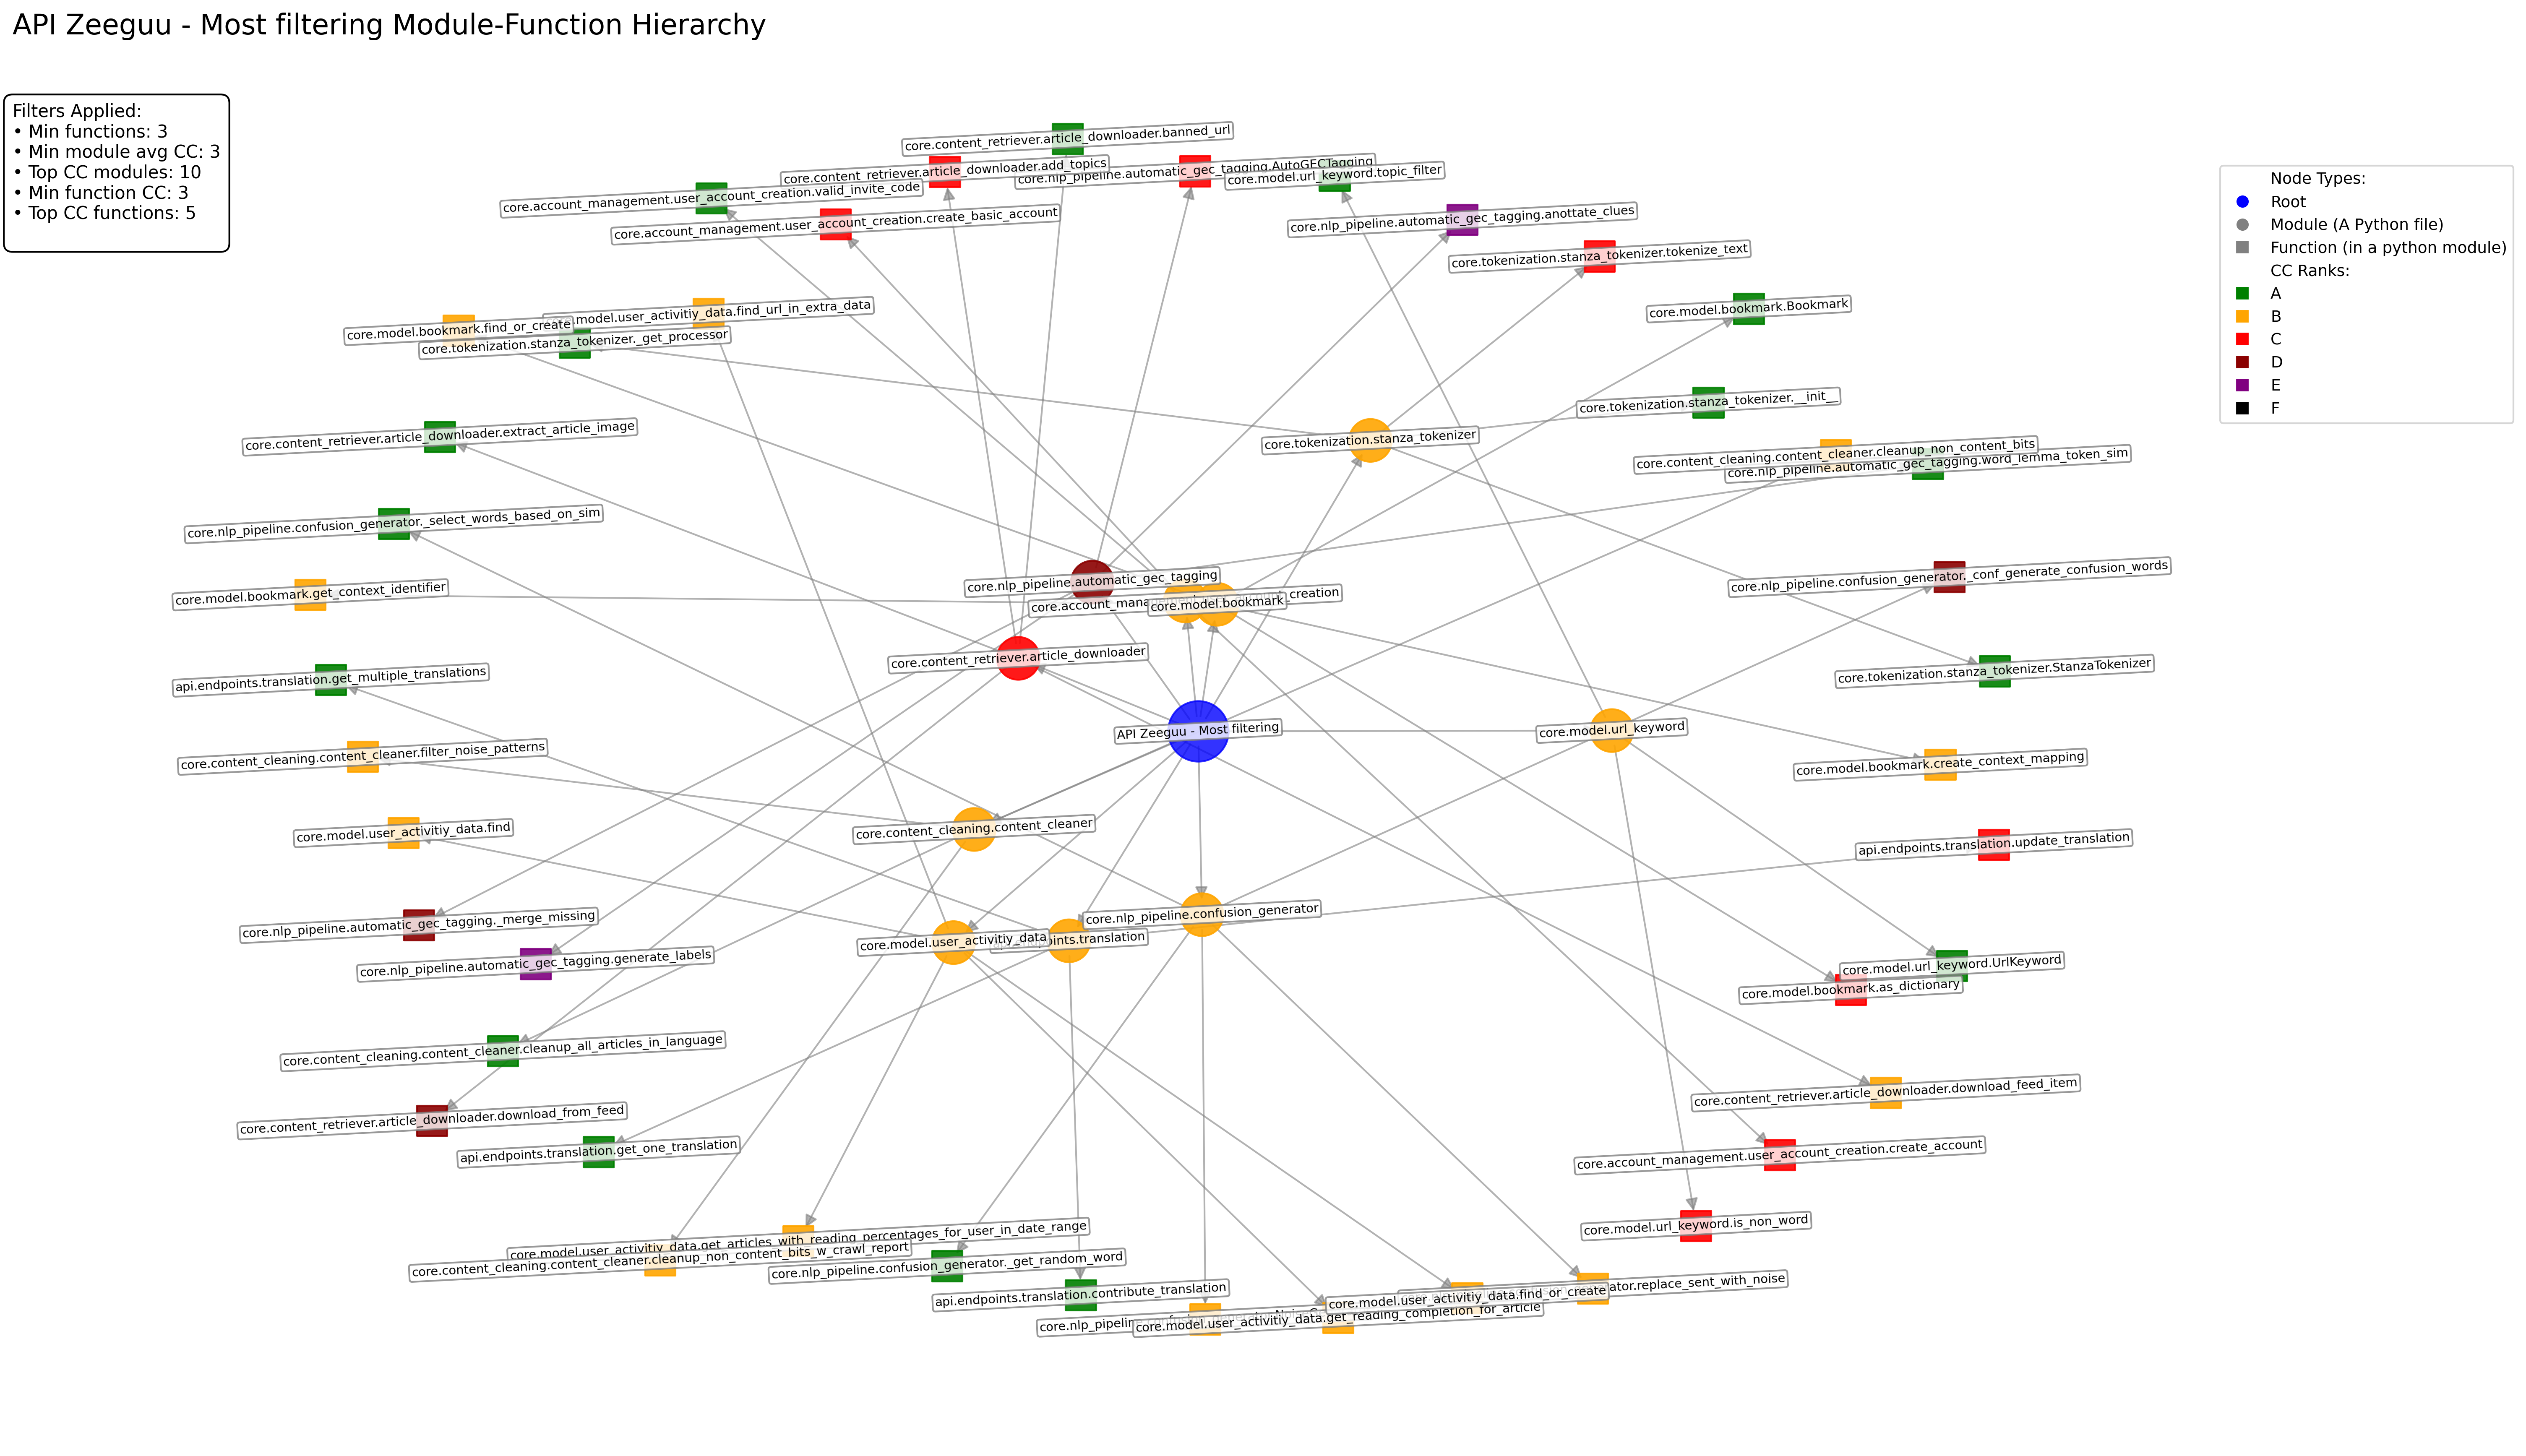 API Zeeguu - Most filtering Module-Function Hierarchy
Filters Applied:
• Min functions: 3
• Min module avg CC: 3
• Top CC modules: 10
• Min function CC: 3
• Top CC functions: 5
Node Types:
Root
Module (A Python file)
Function (in a python module)
CC Ranks:
A
B
C
D
E
F
core.content_retriever.article_downloader.banned_url
core.content_retriever.article_downloader.add_topics
core.nlp_pipeline.automatic_gec_tagging.AutoGECTagging
core.model.url_keyword.topic_filter
core.account_management.user_account_creation.valid_invite_code
core.account_management.user_account_creation.create_basic_account
core.nlp_pipeline.automatic_gec_tagging.anottate_clues
core.tokenization.stanza_tokenizer.tokenize_text
core.model.bookmark.Bookmark
.model.user_activitiy_data.find_url_in_extra_data
core.model.bookmark.find_or_create
core.tokenization.stanza_tokenizer._get_processor
core.tokenization.stanza_tokenizer.__init__
core.content_retriever.article_downloader.extract_article_image
core.tokenization.stanza_tokenizer
core.content_cleaning.content_cleaner.cleanup_non_content_bits
core.nlp_pipeline.automatic_gec_tagging.word_lemma_token_sim
core.nlp_pipeline.confusion_generator._select_words_based_on_sim
core.nlp_pipeline.automatic_gec_tagging
core.nlp_pipeline.confusion_generator._conf_generate_confusion_words
core.model.bookmark.get_context_identifier
core.account_mana
creation
core.model.bookmark
core.content_retriever.article_downloader
core.tokenization.stanza_tokenizer.StanzaTokenizer
api.endpoints.translation.get_multiple_translations
API Zeeguu - Most filtering
core.model.url_keyword
core.content_cleaning.content_cleaner.filter_noise_patterns
core.model.bookmark.create_context_mapping
core.model.user_activitiy_data.find
core.content_cleaning.content_cleaner
api.endpoints.translation.update_translation
core.nlp_pipeline.automatic_gec_tagging._merge_missing
core.nlp_pipeline.confusion_generator
core.model.user_activitiy_data
points.translation
core.nlp_pipeline.automatic_gec_tagging.generate_labels
core.model.url_keyword.UrlKeyword
core.model.bookmark.as_dictionary
core.content_cleaning.content_cleaner.cleanup_all_articles_in_language
core.content_retriever.article_downloader.download_feed_item
core.content_retriever.article_downloader.download_from_feed
api.endpoints.translation.get_one_translation
core.account_management.user_account_creation.create_account
core.model.url_keyword.is_non_word
core.model.user_activitiy_data.get_articles_with_reading_percentages_for_user_in_date_range
core.content_cleaning.content_cleaner.cleanup_non_content_bits_w_crawl_report
core.nlp_pipeline.confusion_generator._get_random_word
api.endpoints.translation.contribute_translation
ator.replace_sent_with_noise
core.model.user_activitiy_data.find_or_create
core.nlp_pipeline
core.model.user_activitiy_data.get_reading_completion_for_article